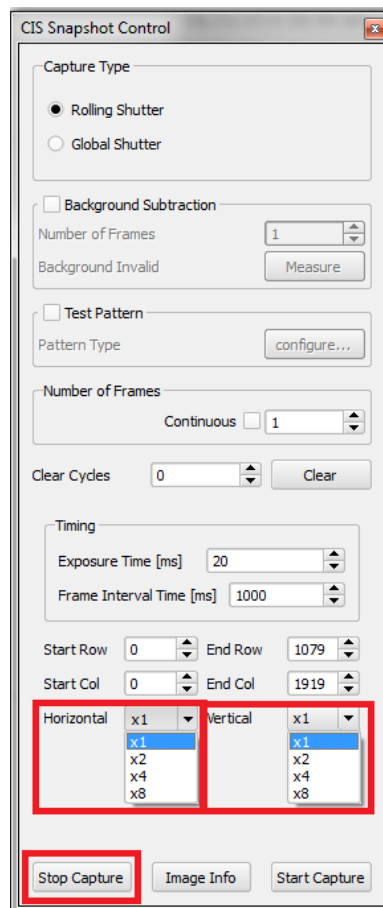 CIS Snapshot Control
Capture Type
Rolling Shutter
Global Shutter
Background Subtraction
Number of Frames 1
Background Invalid Measure
Test Pattern
Pattern Type configure...
Number of Frames
Continuous 1
Clear Cycles 0 Clear
Timing
Exposure Time [ms] 20
Frame Interval Time [ms] 1000
Start Row 0 End Row 1079
Start Col 0 End Col 1919
Horizontal x1 Vertical x1
x1 x1
x2 x2
x4 x4
x8 x8
Stop Capture Image Info Start Capture